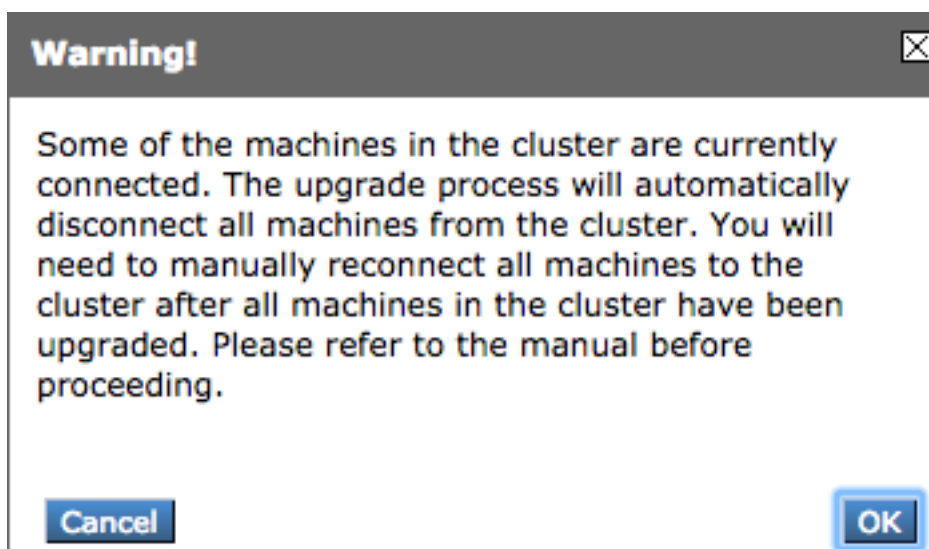 Warning!
Some of the machines in the cluster are currently
connected. The upgrade process will automatically
disconnect all machines from the cluster. You will
need to manually reconnect all machines to the
cluster after all machines in the cluster have been
upgraded. Please refer to the manual before
proceeding.
Cancel OK